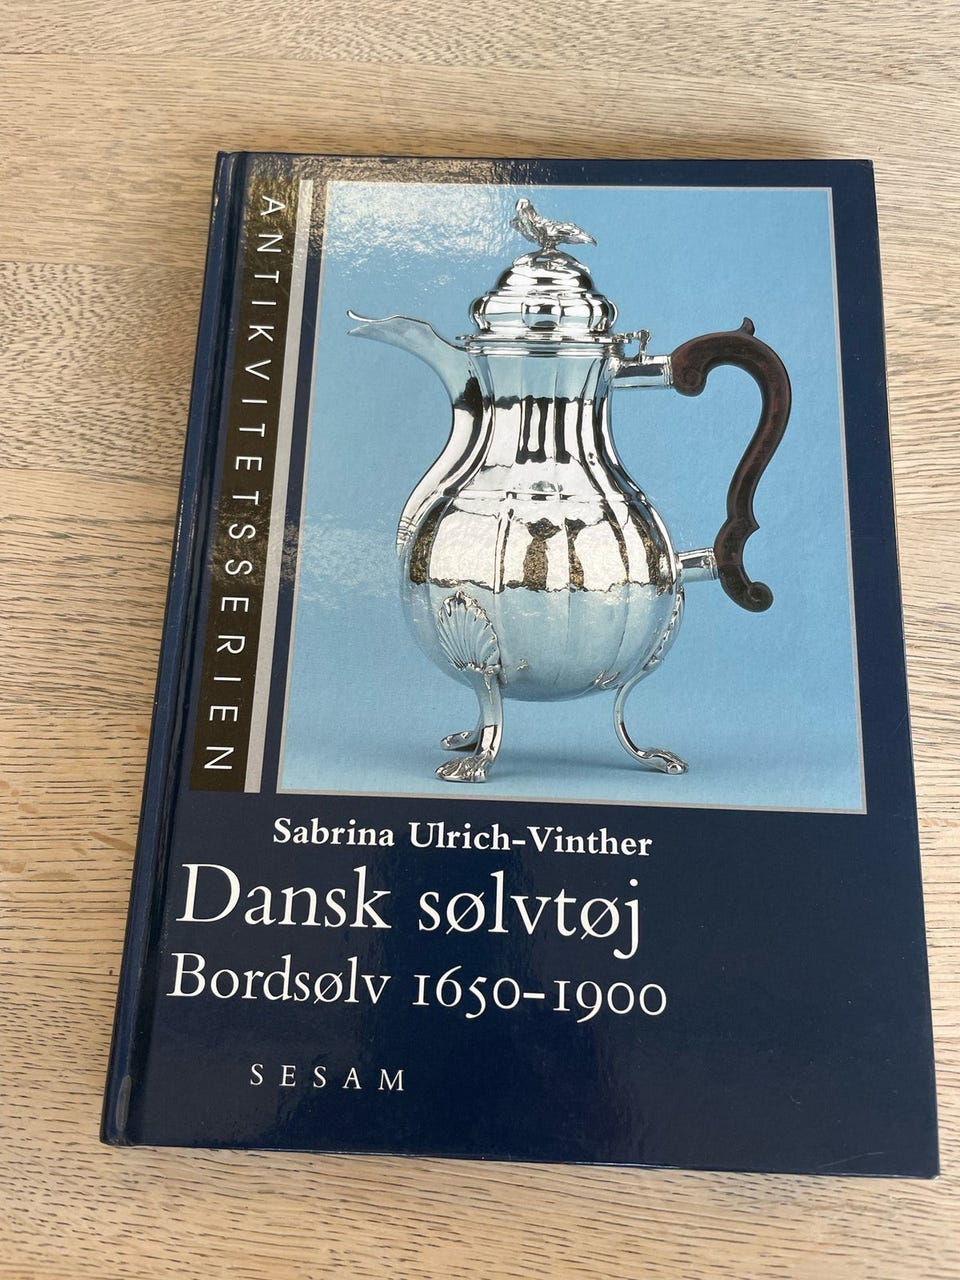 ANTIKVITETSSERIEN
Sabrina Ulrich-Vinther
Dansk sølvtøj
Bordsølv 1650-1900
SESAM